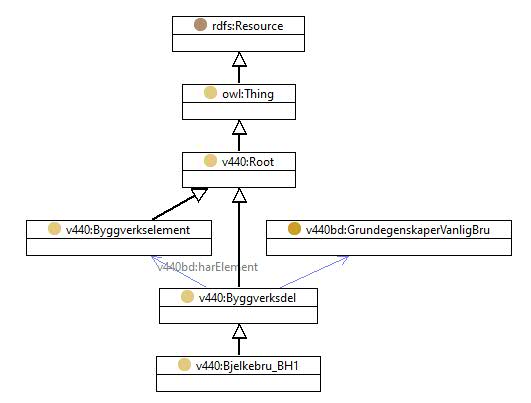 rdfs:Resource
owl:Thing
v440:Root
v440:Byggverkselement
v440bd:GrundegenskaperVanligBru
v440bd:harElement
v440:Byggverksdel
v440:Bjelkebru_BH1